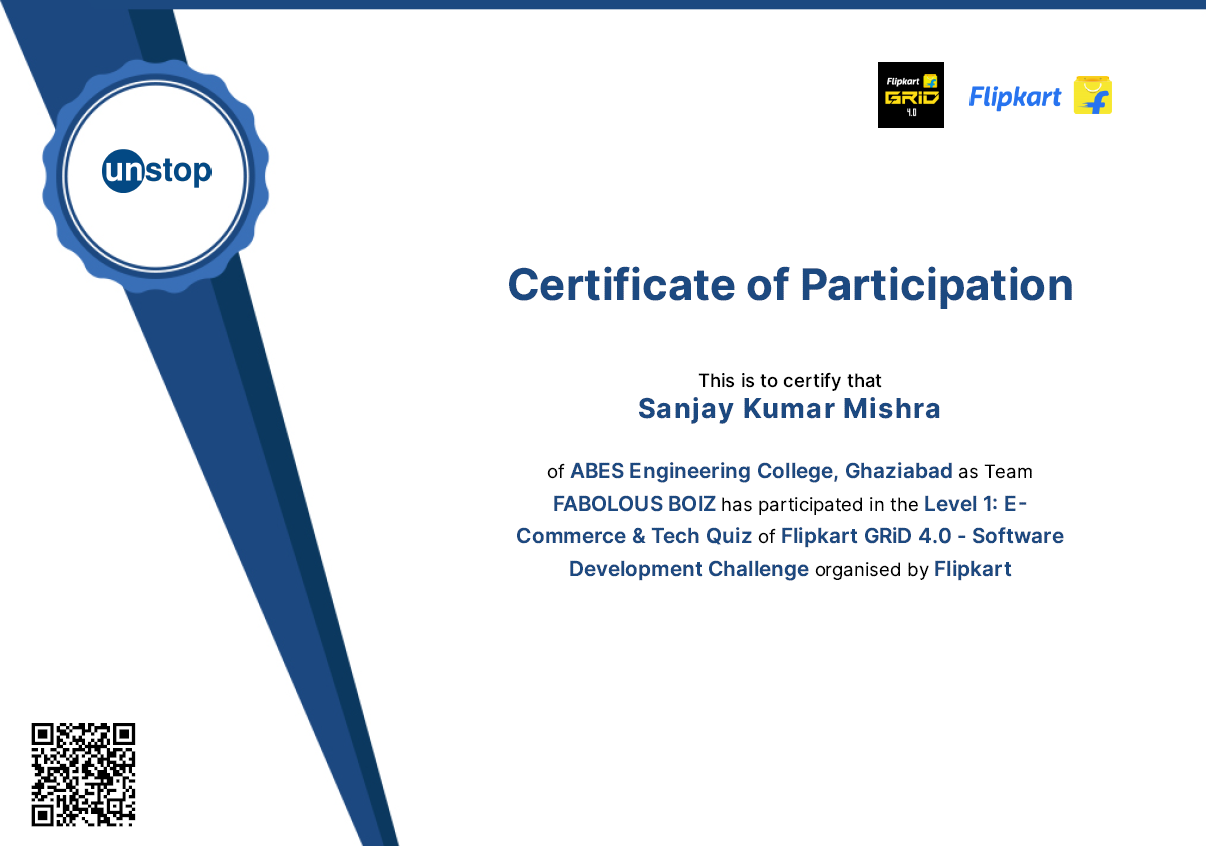 unstop
Flipkart
GRiD
4.0
Flipkart
Certificate of Participation
This is to certify that
Sanjay Kumar Mishra
of ABES Engineering College, Ghaziabad as Team
FABOLOUS BOIZ has participated in the Level 1: E-
Commerce & Tech Quiz of Flipkart GRiD 4.0 - Software
Development Challenge organised by Flipkart